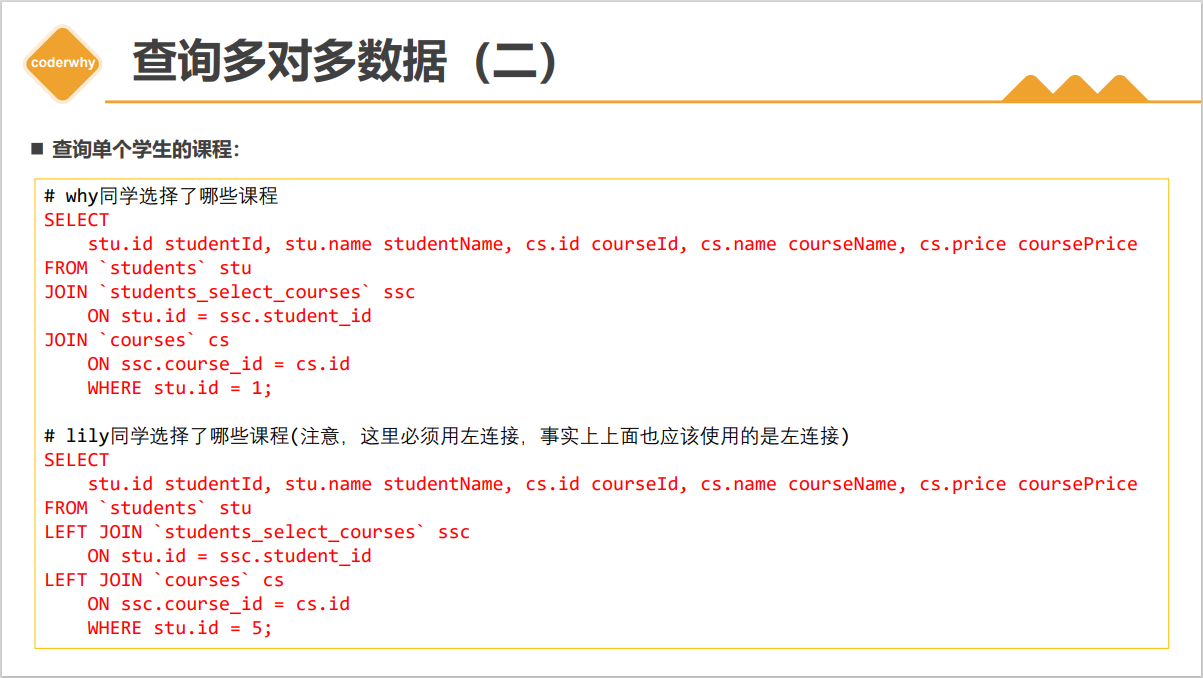 coderwhy
查询多对多数据（二）
■ 查询单个学生的课程：
# why同学选择了哪些课程
SELECT
    stu.id studentId, stu.name studentName, cs.id courseId, cs.name courseName, cs.price coursePrice
FROM `students` stu
JOIN `students_select_courses` ssc
    ON stu.id = ssc.student_id
JOIN `courses` cs
    ON ssc.course_id = cs.id
    WHERE stu.id = 1;
# lily同学选择了哪些课程(注意，这里必须用左连接，事实上上面也应该使用的是左连接)
SELECT
    stu.id studentId, stu.name studentName, cs.id courseId, cs.name courseName, cs.price coursePrice
FROM `students` stu
LEFT JOIN `students_select_courses` ssc
    ON stu.id = ssc.student_id
LEFT JOIN `courses` cs
    ON ssc.course_id = cs.id
    WHERE stu.id = 5;